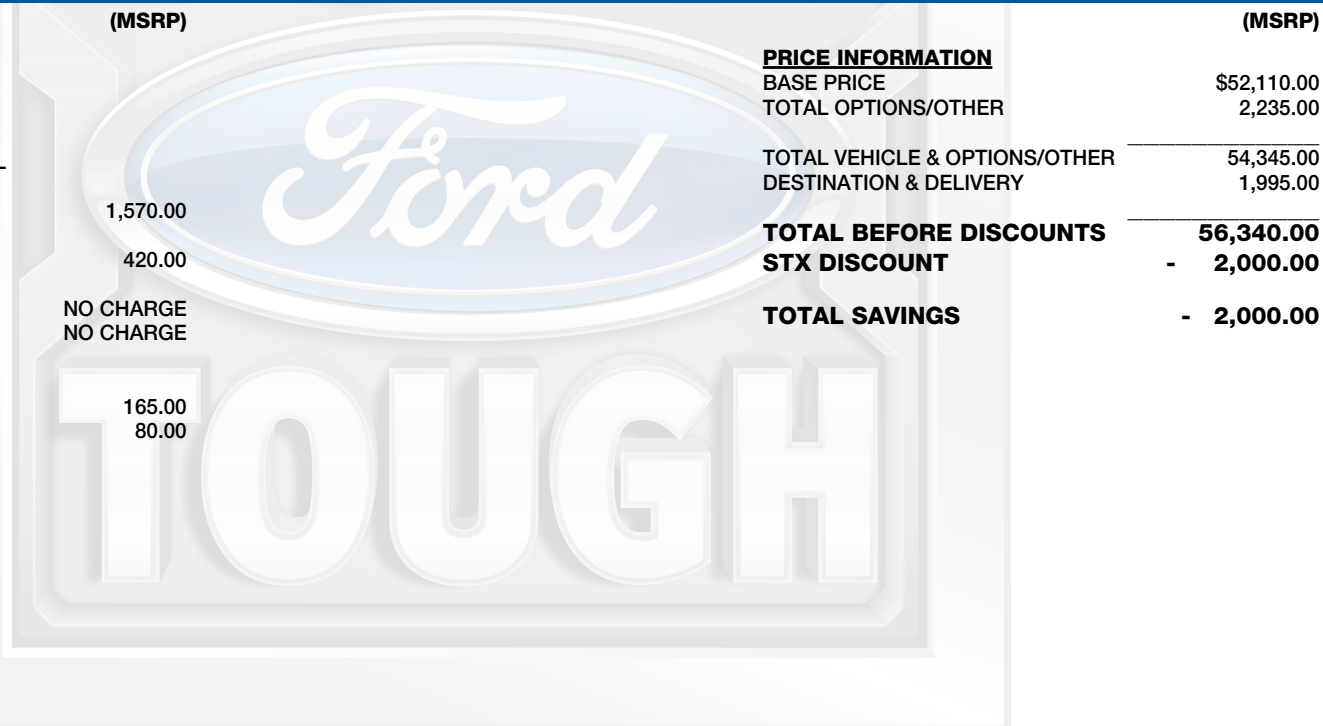 (MSRP)
1,570.00
420.00
NO CHARGE
NO CHARGE
165.00
80.00
Ford
TOUGH
(MSRP)
PRICE INFORMATION
BASE PRICE $52,110.00
TOTAL OPTIONS/OTHER 2,235.00
TOTAL VEHICLE & OPTIONS/OTHER 54,345.00
DESTINATION & DELIVERY 1,995.00
TOTAL BEFORE DISCOUNTS 56,340.00
STX DISCOUNT - 2,000.00
TOTAL SAVINGS - 2,000.00